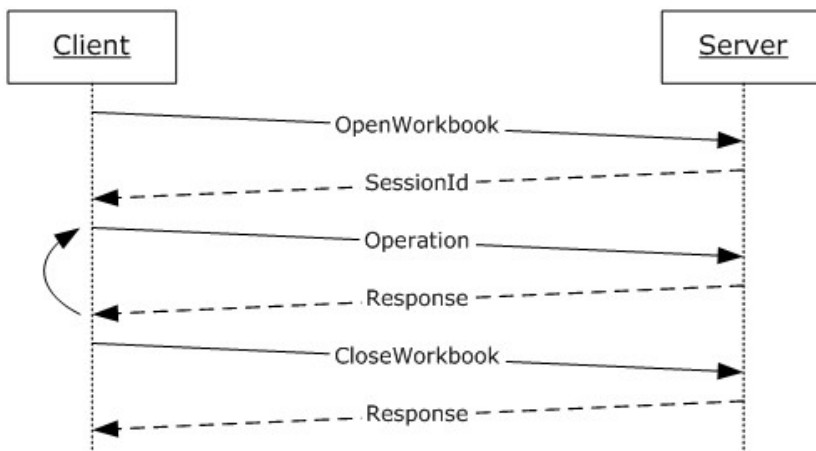 Client
Server
OpenWorkbook
SessionId
Operation
Response
CloseWorkbook
Response